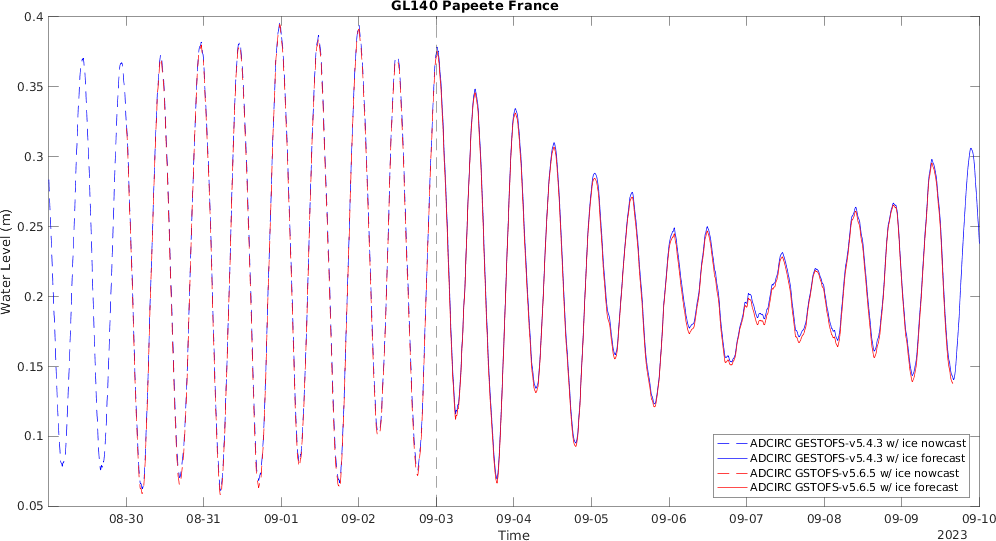 GL140 Papeete France
0.4
0.35
0.3
0.25
0.2
0.15
0.1
0.05
Water Level (m)
ADCIRC GESTOFS-v5.4.3 w/ ice nowcast
ADCIRC GESTOFS-v5.4.3 w/ ice forecast
ADCIRC GSTOFS-v5.6.5 w/ ice nowcast
ADCIRC GSTOFS-v5.6.5 w/ ice forecast
08-30 08-31 09-01 09-02 09-03 09-04 09-05 09-06 09-07 09-08 09-09 09-10
Time
2023